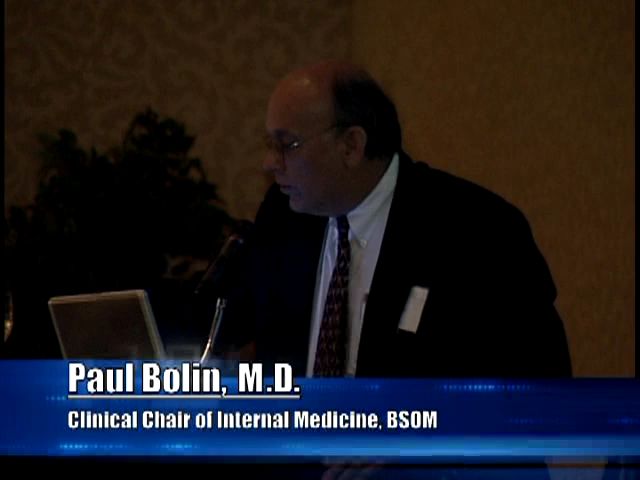 Paul Bolin, M.D.
Clinical Chair of Internal Medicine, BSOM